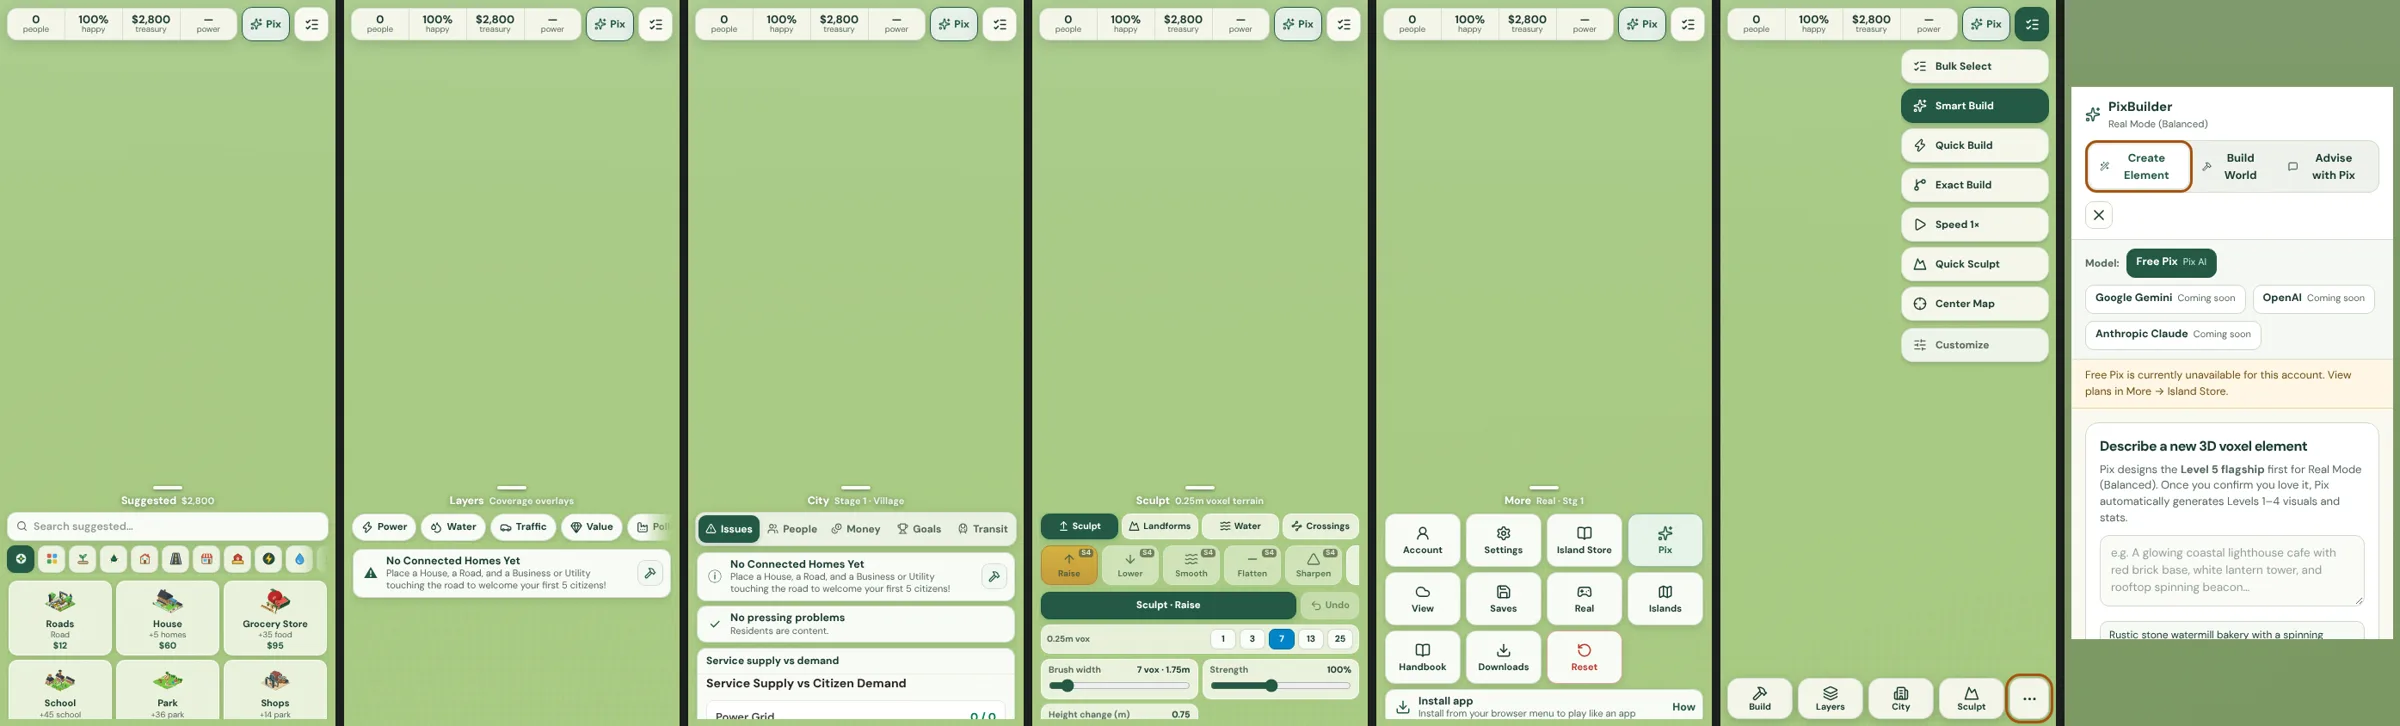 0 people
100% happy
$2,800 treasury
— power
Pix
Suggested $2,800
Search suggested...
Roads
Road
$12
House
+5 homes
$60
Grocery Store
+35 food
$95
School
+45 school
Park
+36 park
Shops
+14 park
0 people
100% happy
$2,800 treasury
— power
Pix
Layers Coverage overlays
Power
Water
Traffic
Value
No Connected Homes Yet
Place a House, a Road, and a Business or Utility
touching the road to welcome your first 5 citizens!
0 people
100% happy
$2,800 treasury
— power
Pix
City Stage 1 · Village
Issues
People
Money
Goals
Transit
No Connected Homes Yet
Place a House, a Road, and a Business or Utility
touching the road to welcome your first 5 citizens!
No pressing problems
Residents are content.
Service supply vs demand
Service Supply vs Citizen Demand
Power Grid 0 / 0
0 people
100% happy
$2,800 treasury
— power
Pix
Sculpt 0.25m voxel terrain
Sculpt
Landforms
Water
Crossings
S4 Raise
S4 Lower
S4 Smooth
S4 Flatten
S4 Sharpen
Sculpt · Raise
Undo
0.25m vox 1 3 7 13 25
Brush width 7 vox · 1.75m
Strength 100%
Height change (m) 0.75
0 people
100% happy
$2,800 treasury
— power
Pix
More Real · Stg 1
Account
Settings
Island Store
Pix
View
Saves
Real
Islands
Handbook
Downloads
Reset
Install app
Install from your browser menu to play like an app
How
0 people
100% happy
$2,800 treasury
— power
Pix
Bulk Select
Smart Build
Quick Build
Exact Build
Speed 1×
Quick Sculpt
Center Map
Customize
Build
Layers
City
Sculpt
PixBuilder
Real Mode (Balanced)
Create Element
Build World
Advise with Pix
Model: Free Pix Pix AI
Google Gemini Coming soon
OpenAI Coming soon
Anthropic Claude Coming soon
Free Pix is currently unavailable for this account. View
plans in More → Island Store.
Describe a new 3D voxel element
Pix designs the Level 5 flagship first for Real Mode
(Balanced). Once you confirm you love it, Pix
automatically generates Levels 1–4 visuals and
stats.
e.g. A glowing coastal lighthouse cafe with
red brick base, white lantern tower, and
rooftop spinning beacon...
Rustic stone watermill bakery with a spinning